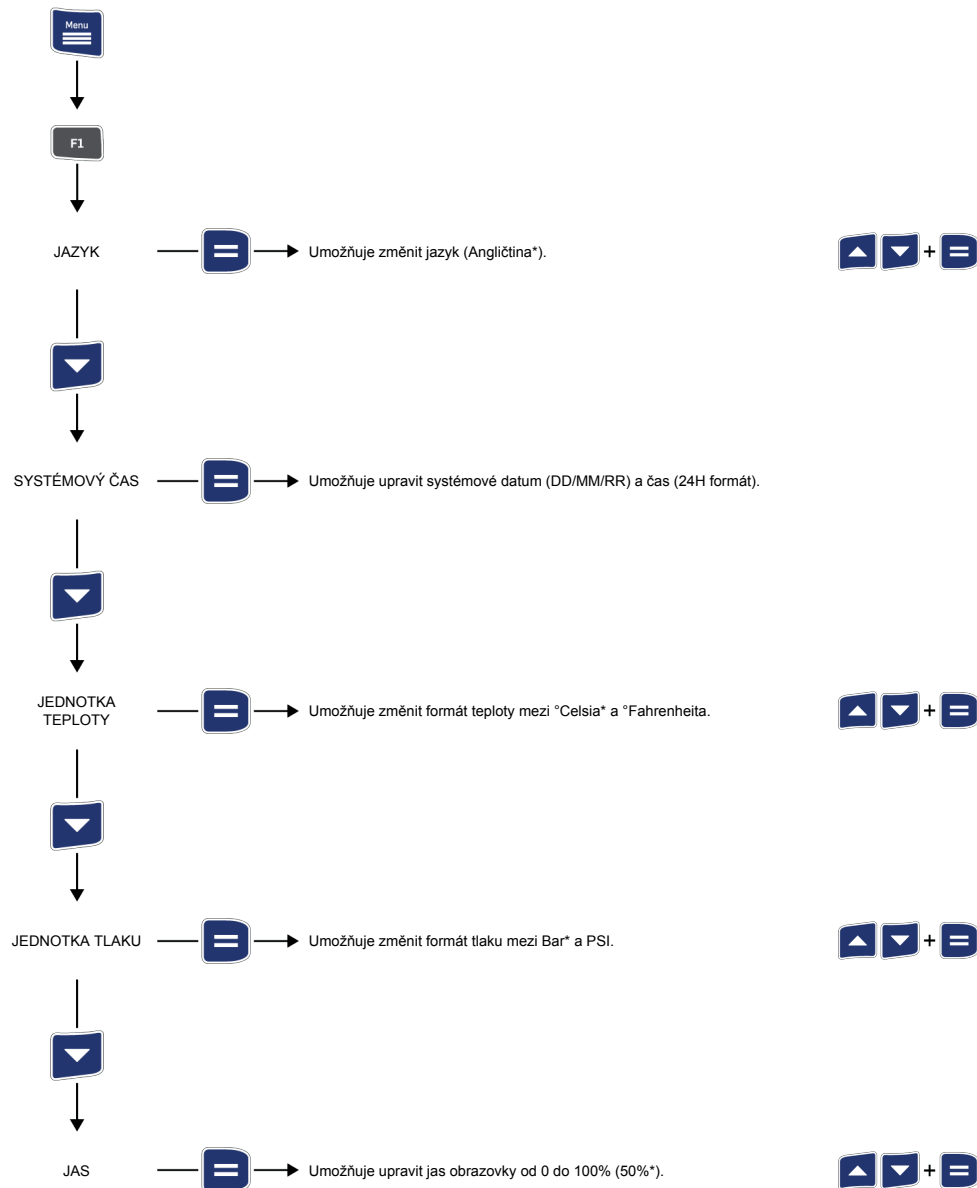 Menu
F1
JAZYK
Umožňuje změnit jazyk (Angličtina*).
+
SYSTÉMOVÝ ČAS
Umožňuje upravit systémové datum (DD/MM/RR) a čas (24H formát).
JEDNOTKA
TEPLOTY
Umožňuje změnit formát teploty mezi °Celsia* a °Fahrenheita.
+
JEDNOTKA TLAKU
Umožňuje změnit formát tlaku mezi Bar* a PSI.
+
JAS
Umožňuje upravit jas obrazovky od 0 do 100% (50%*).
+